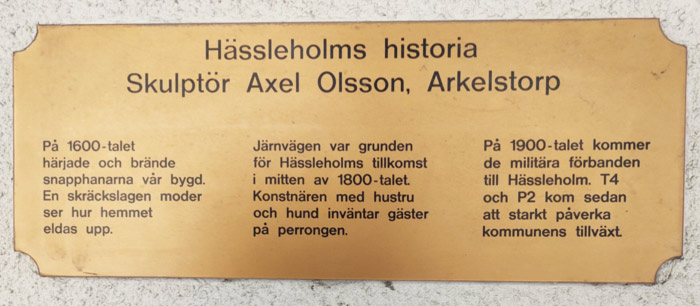 Hässleholms historia
Skulptör Axel Olsson, Arkelstorp
På 1600-talet
härjade och brände
snapphanarna vår bygd.
En skräckslagen moder
ser hur hemmet
eldas upp.
Järnvägen var grunden
för Hässleholms tillkomst
i mitten av 1800-talet.
Konstnären med hustru
och hund inväntar gäster
på perrongen.
På 1900-talet kommer
de militära förbanden
till Hässleholm. T4
och P2 kom sedan
att starkt påverka
kommunens tillväxt.